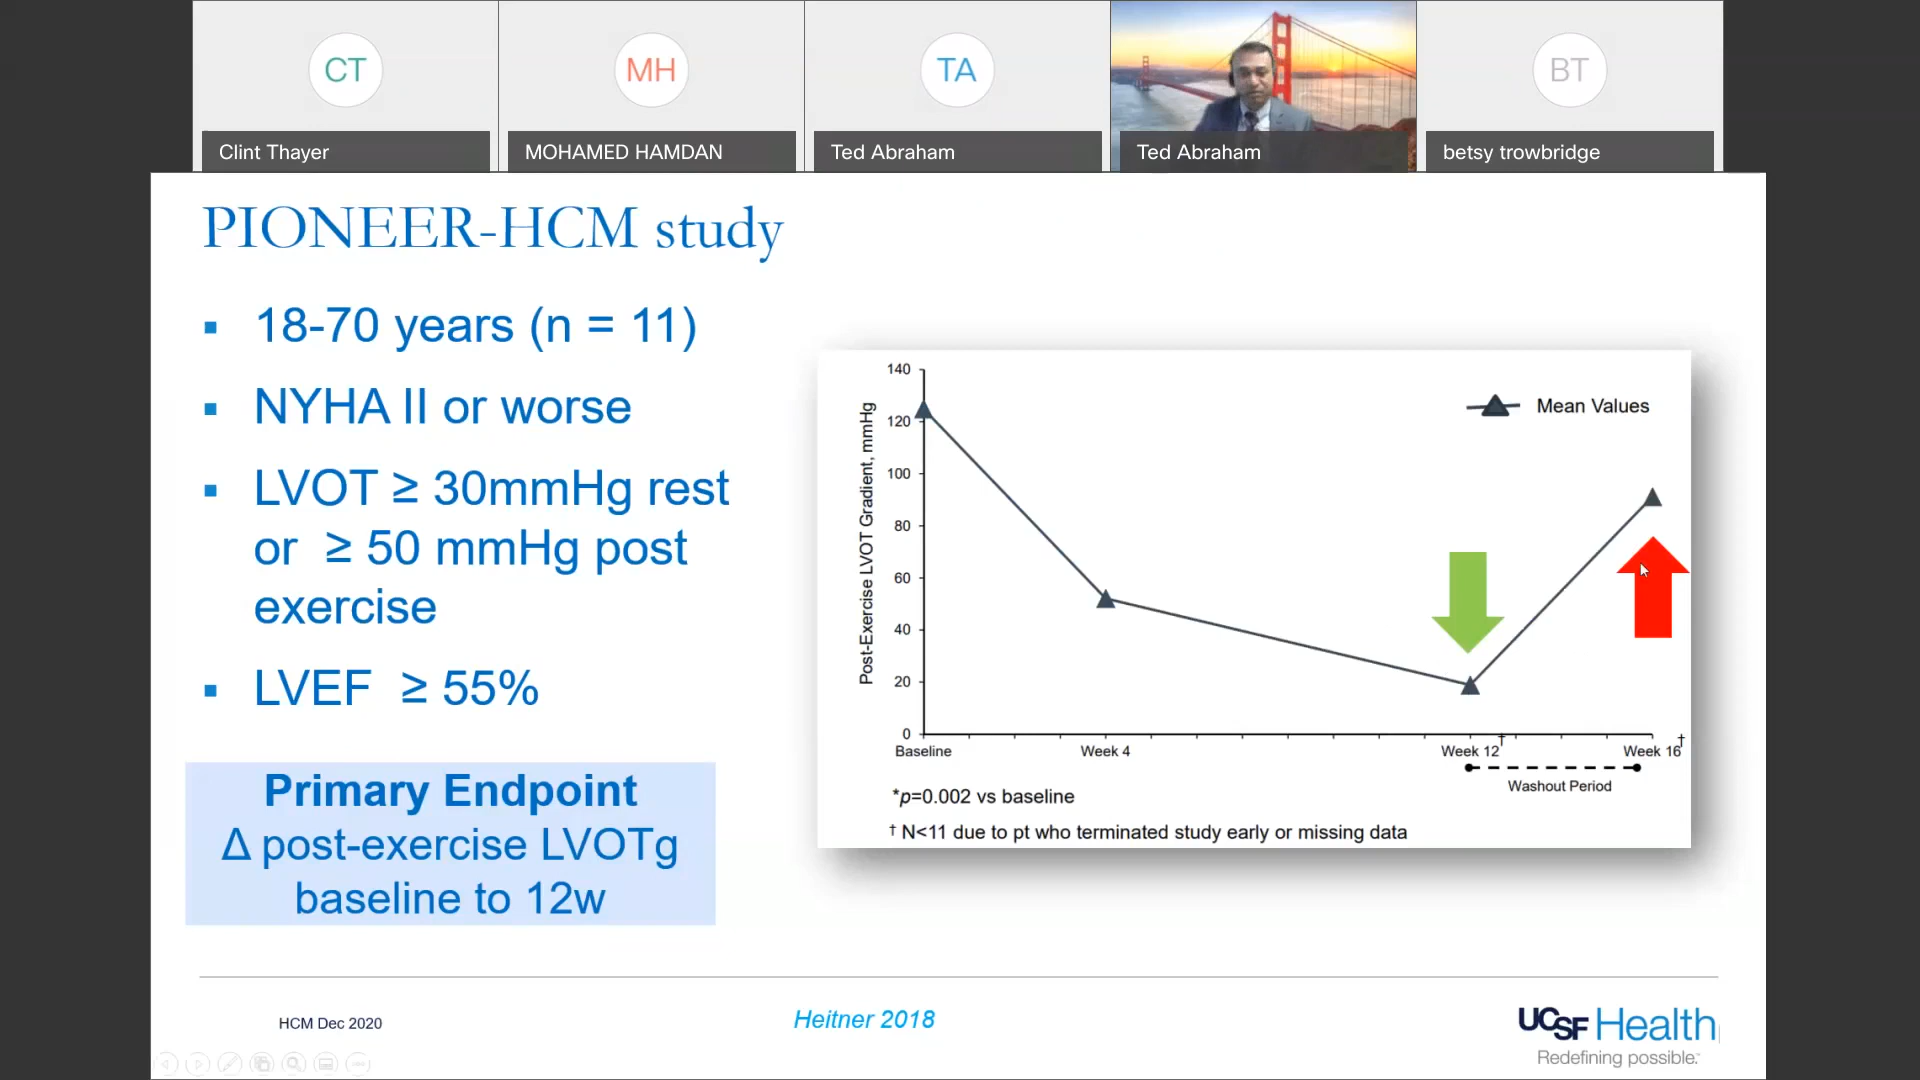 CT
MH
TA
BT
Clint Thayer
MOHAMED HAMDAN
Ted Abraham
Ted Abraham
betsy trowbridge
PIONEER-HCM study
18-70 years (n = 11)
NYHA II or worse
LVOT ≥ 30mmHg rest
or ≥ 50 mmHg post
exercise
LVEF ≥ 55%
Primary Endpoint
Δ post-exercise LVOTg
baseline to 12w
Post-Exercise LVOT Gradient, mmHg
140
120
100
80
60
40
20
0
Mean Values
Baseline
Week 4
Week 12†
Week 16†
Washout Period
*p=0.002 vs baseline
† N<11 due to pt who terminated study early or missing data
HCM Dec 2020
Heitner 2018
UCSF Health
Redefining possible.™